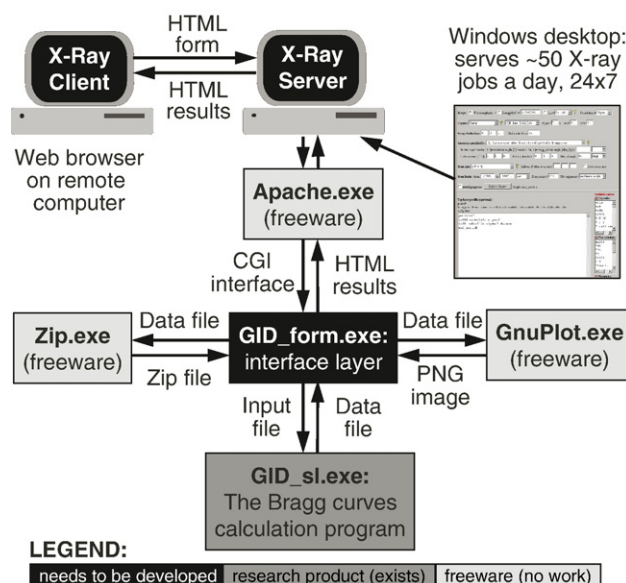 HTML
form
X-Ray
Client
X-Ray
Server
HTML
results
Web browser
on remote
computer
Windows desktop:
serves ~50 X-ray
jobs a day, 24x7
Apache.exe
(freeware)
CGI
interface
HTML
results
Zip.exe
(freeware)
Data file
Zip file
GID_form.exe:
interface layer
Data file
PNG
image
GnuPlot.exe
(freeware)
Input
file
Data
file
GID_sl.exe:
The Bragg curves
calculation program
LEGEND:
needs to be developed research product (exists) freeware (no work)